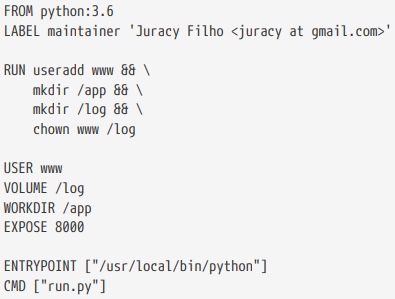 FROM python:3.6
LABEL maintainer 'Juracy Filho <juracy at gmail.com>'
RUN useradd www && \
mkdir /app && \
mkdir /log && \
chown www /log
USER www
VOLUME /log
WORKDIR /app
EXPOSE 8000
ENTRYPOINT ["/usr/local/bin/python"]
CMD ["run.py"]